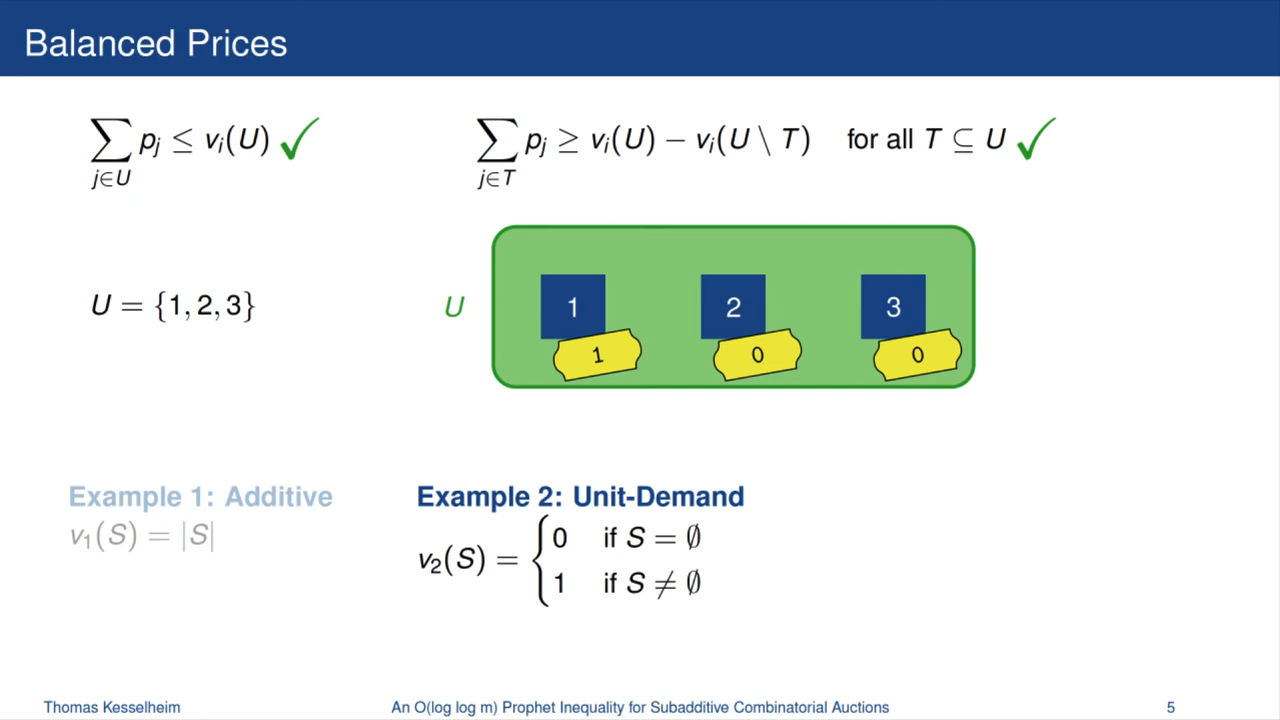 Balanced Prices
∑_{j∈U} p_j ≤ v_i(U) ✓
∑_{j∈T} p_j ≥ v_i(U) − v_i(U \ T) for all T ⊆ U ✓
U = {1, 2, 3}
U
1 2 3
1 0 0
Example 1: Additive
v₁(S) = |S|
Example 2: Unit-Demand
v₂(S) = {
0 if S = ∅
1 if S ≠ ∅
Thomas Kesselheim
An O(log log m) Prophet Inequality for Subadditive Combinatorial Auctions
5